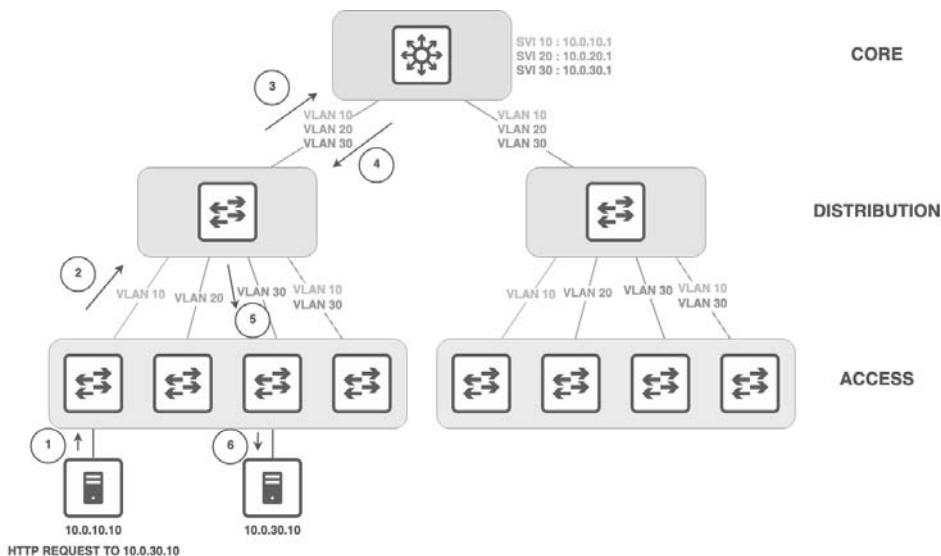 SVI 10 : 10.0.10.1
SVI 20 : 10.0.20.1
SVI 30 : 10.0.30.1
CORE
3
VLAN 10
VLAN 20
VLAN 30
VLAN 10
VLAN 20
VLAN 30
4
DISTRIBUTION
2
VLAN 10
VLAN 20
VLAN 30
VLAN 10
VLAN 30
VLAN 10
VLAN 20
VLAN 30
VLAN 10
VLAN 30
5
ACCESS
1
6
10.0.10.10
10.0.30.10
HTTP REQUEST TO 10.0.30.10